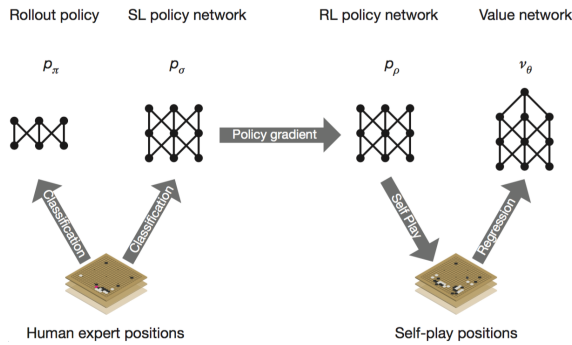 Rollout policy
SL policy network
RL policy network
Value network
pπ
pσ
pρ
νθ
Policy gradient
Classification
Classification
Self Play
Regression
Human expert positions
Self-play positions